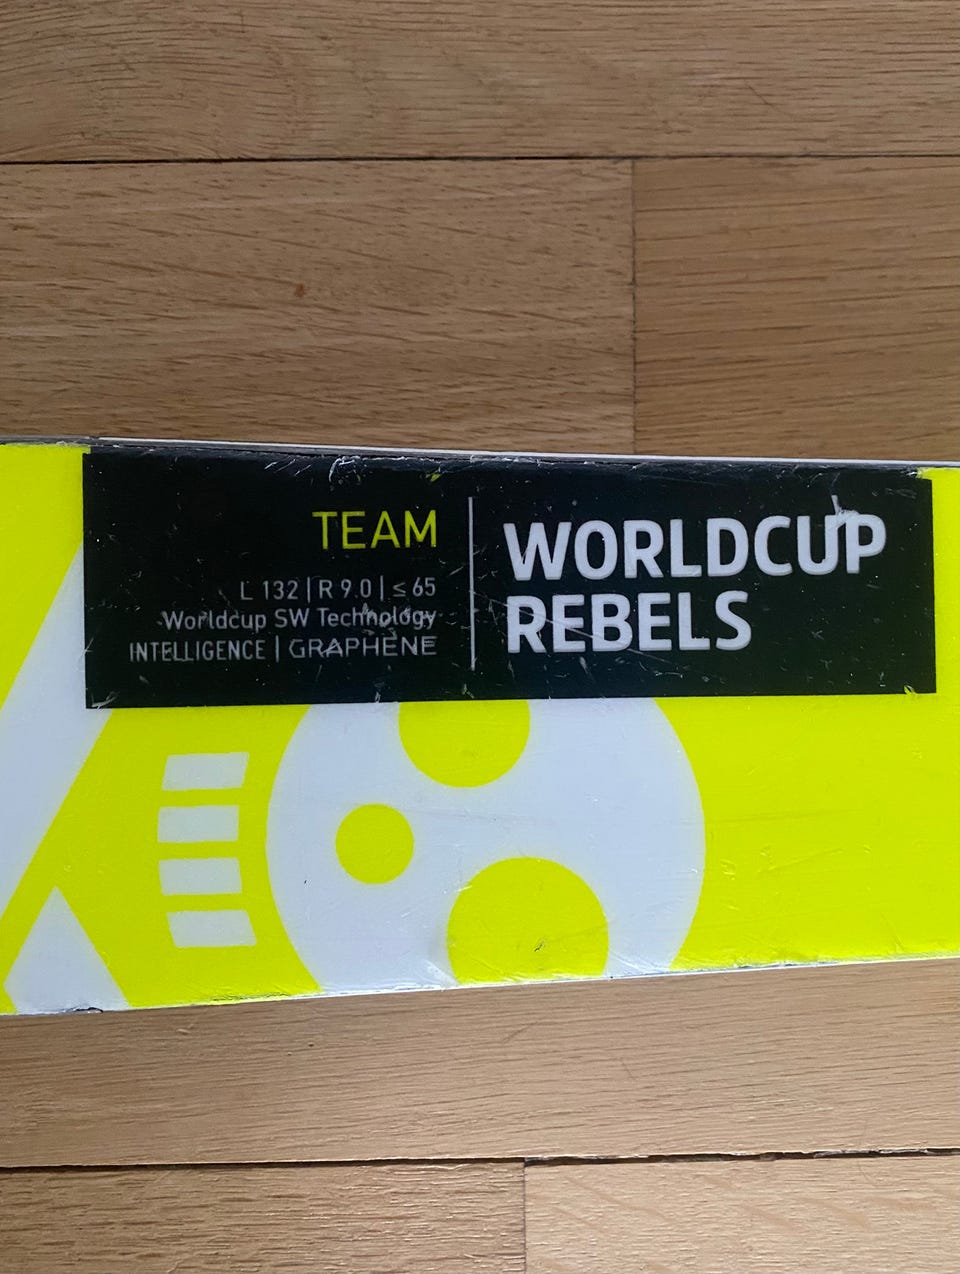 TEAM
L 132 | R 9.0 | ≤ 65
Worldcup SW Technology
INTELLIGENCE | GRAPHENE
WORLDCUP
REBELS